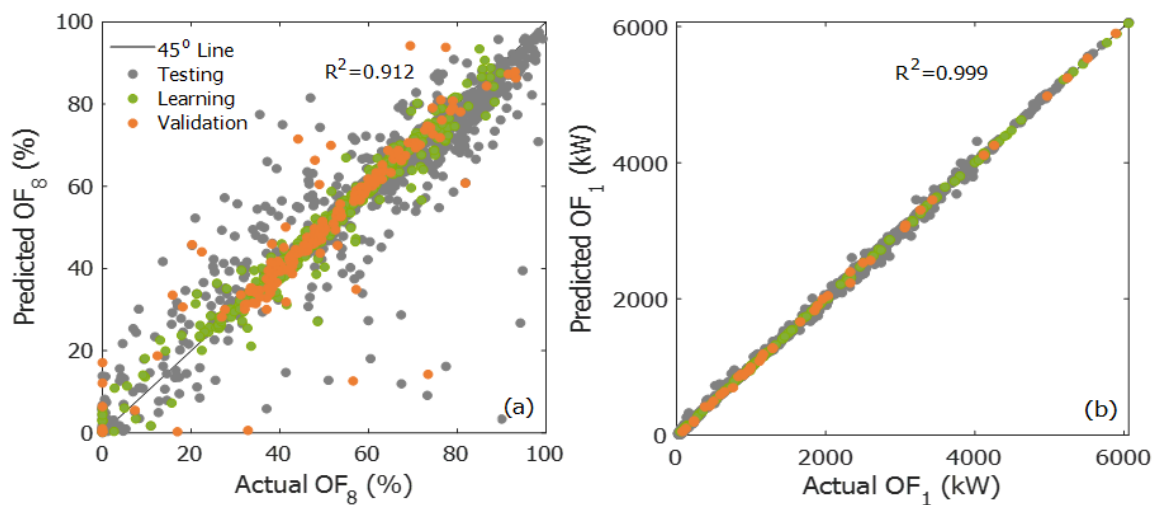 100
80
60
40
20
0
0
20
40
60
80
100
Predicted OF₈ (%)
Actual OF₈ (%)
45⁰ Line
Testing
Learning
Validation
R²=0.912
(a)
6000
4000
2000
0
0
2000
4000
6000
Predicted OF₁ (kW)
Actual OF₁ (kW)
R²=0.999
(b)